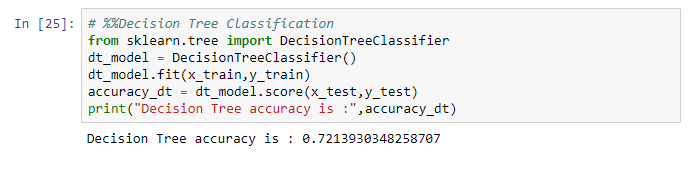 In [25]: # %%Decision Tree Classification
from sklearn.tree import DecisionTreeClassifier
dt_model = DecisionTreeClassifier()
dt_model.fit(x_train,y_train)
accuracy_dt = dt_model.score(x_test,y_test)
print("Decision Tree accuracy is :",accuracy_dt)
Decision Tree accuracy is : 0.7213930348258707